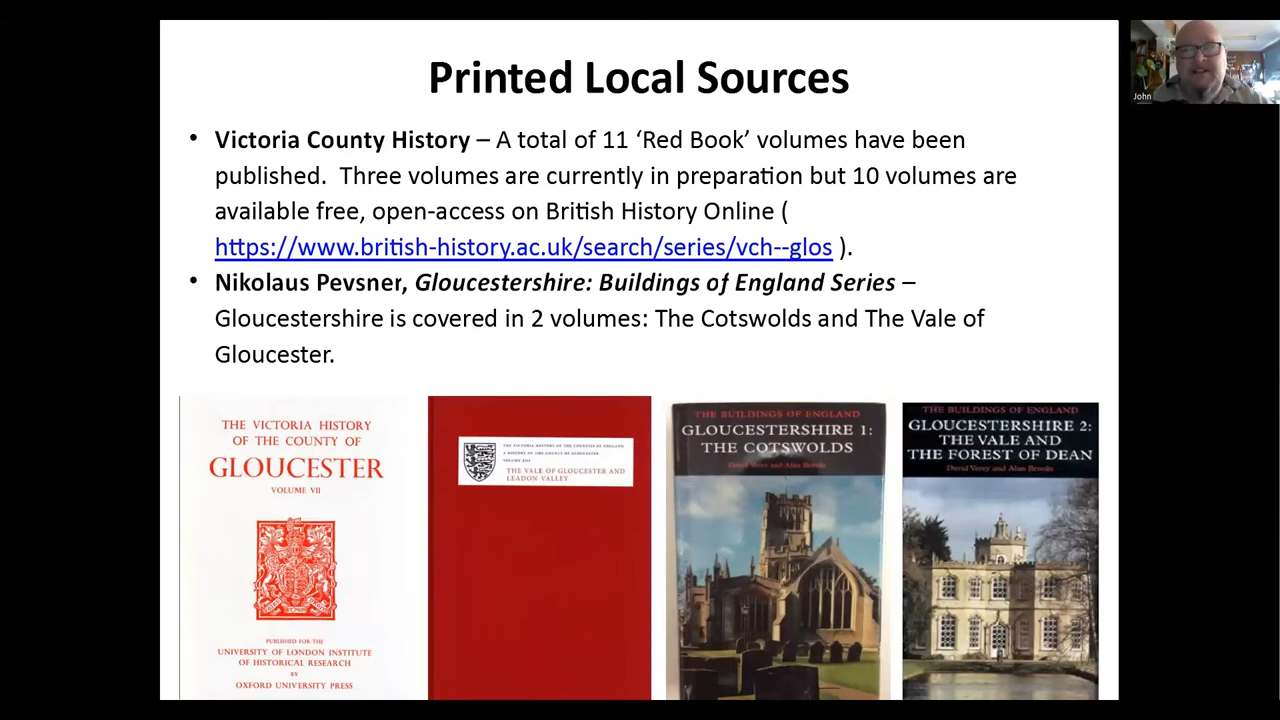 Printed Local Sources
John
• Victoria County History – A total of 11 ‘Red Book’ volumes have been
published.  Three volumes are currently in preparation but 10 volumes are
available free, open-access on British History Online (
https://www.british-history.ac.uk/search/series/vch--glos ).
• Nikolaus Pevsner, Gloucestershire: Buildings of England Series –
Gloucestershire is covered in 2 volumes: The Cotswolds and The Vale of
Gloucester.
THE VICTORIA HISTORY
OF THE COUNTY OF
GLOUCESTER
VOLUME VII
PUBLISHED FOR THE
UNIVERSITY OF LONDON INSTITUTE
OF HISTORICAL RESEARCH
BY
OXFORD UNIVERSITY PRESS
THE VICTORIA HISTORY OF THE COUNTIES OF ENGLAND
A HISTORY OF THE COUNTY OF GLOUCESTER
VOLUME XIII
THE VALE OF GLOUCESTER AND
LEADON VALLEY
THE BUILDINGS OF ENGLAND
GLOUCESTERSHIRE 1:
THE COTSWOLDS
David Verey and Alan Brooks
THE BUILDINGS OF ENGLAND
GLOUCESTERSHIRE 2:
THE VALE AND
THE FOREST OF DEAN
David Verey and Alan Brooks